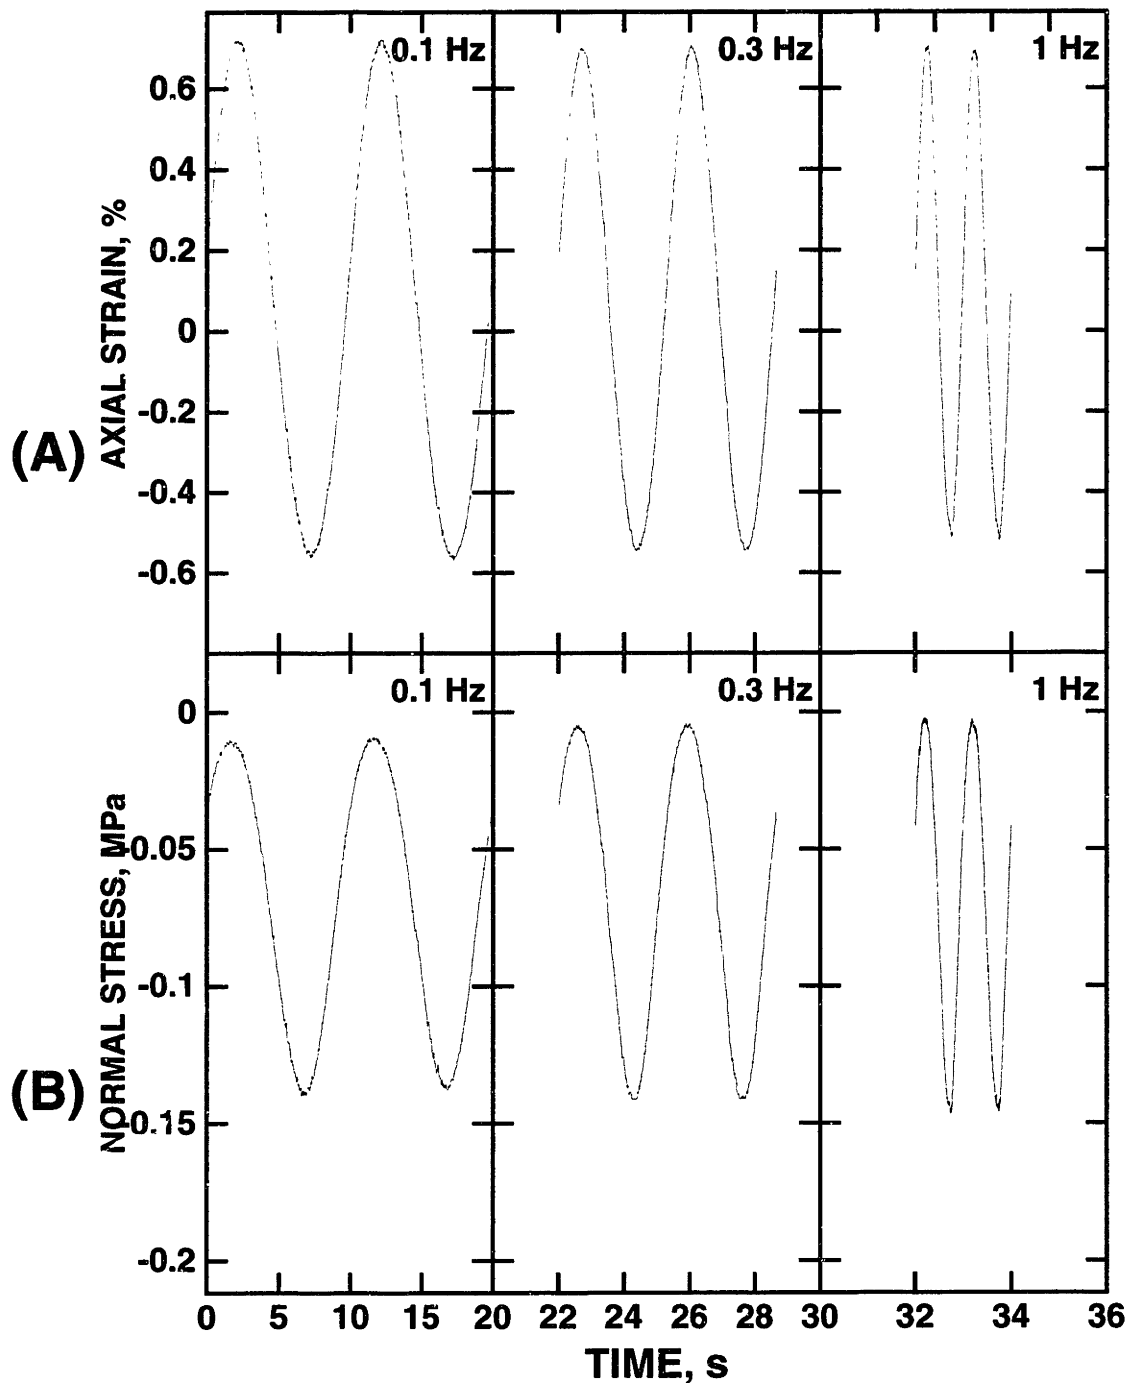 0.1 Hz 0.3 Hz 1 Hz
0.6
0.4
0.2
0
-0.2
-0.4
-0.6
AXIAL STRAIN, %
(A)
0.1 Hz 0.3 Hz 1 Hz
0
-0.05
-0.1
-0.15
-0.2
NORMAL STRESS, MPa
(B)
0 5 10 15 20 22 24 26 28 30 32 34 36
TIME, s